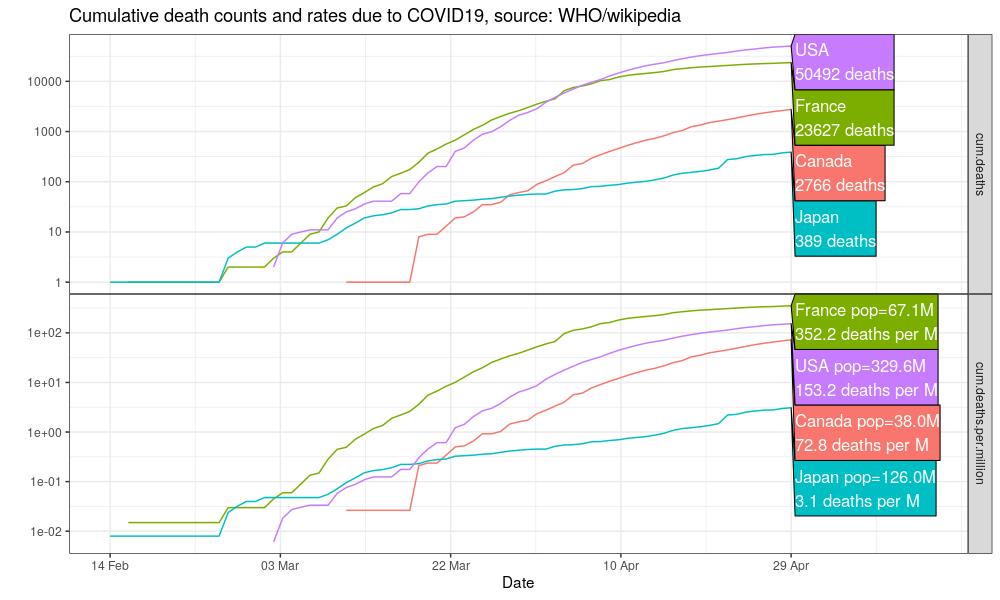 Cumulative death counts and rates due to COVID19, source: WHO/wikipedia
10000
1000
100
10
1
USA
50492 deaths
France
23627 deaths
Canada
2766 deaths
Japan
389 deaths
cum.deaths
1e+02
1e+01
1e+00
1e-01
1e-02
France pop=67.1M
352.2 deaths per M
USA pop=329.6M
153.2 deaths per M
Canada pop=38.0M
72.8 deaths per M
Japan pop=126.0M
3.1 deaths per M
cum.deaths.per.million
14 Feb
03 Mar
22 Mar
10 Apr
29 Apr
Date